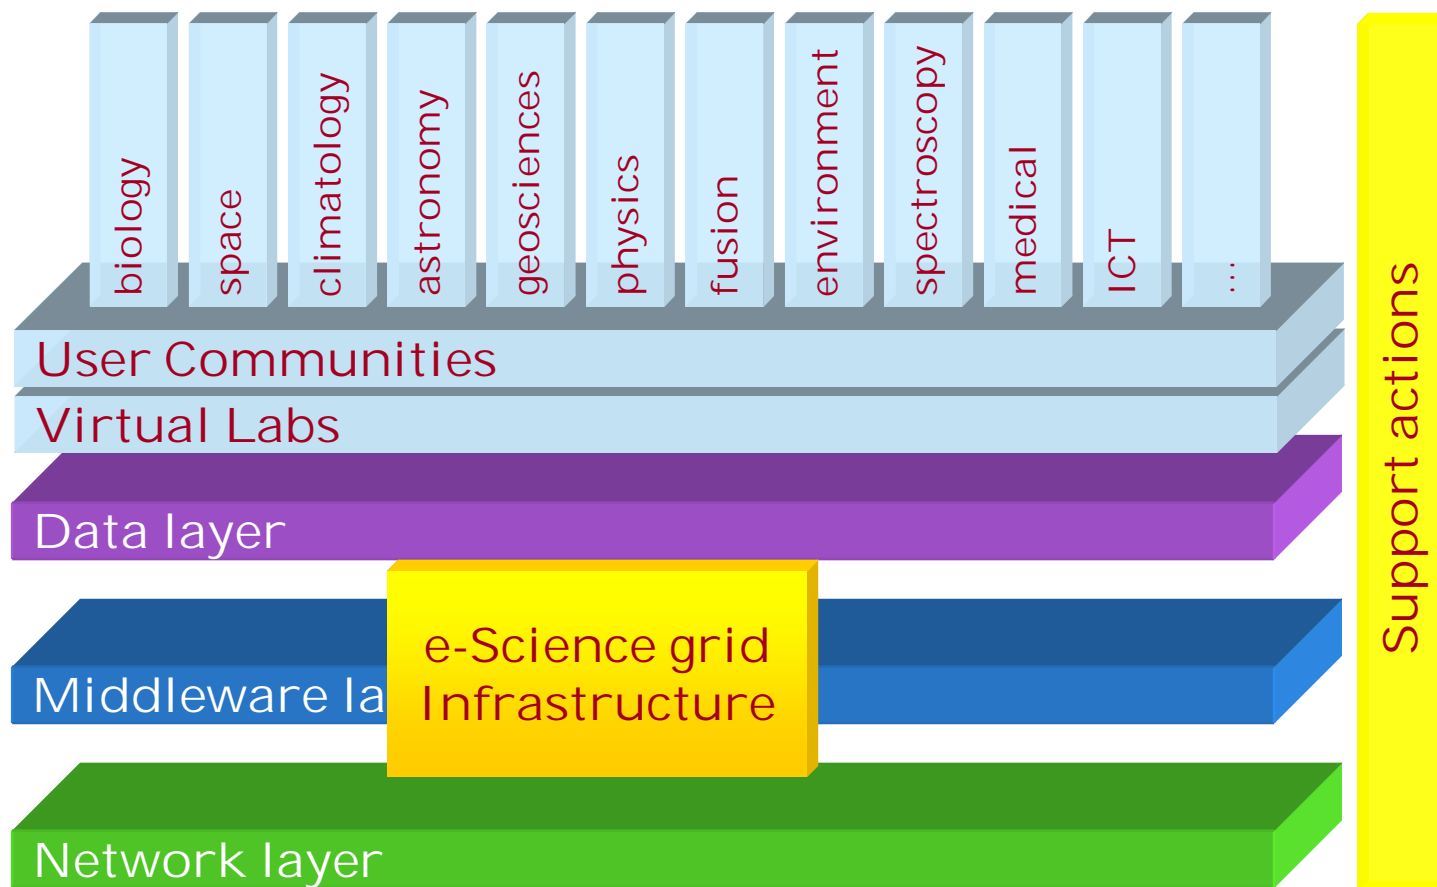 biology
space
climatology
astronomy
geosciences
physics
fusion
environment
spectroscopy
medical
ICT
...
User Communities
Virtual Labs
Data layer
e-Science grid
Infrastructure
Middleware la
Network layer
Support actions